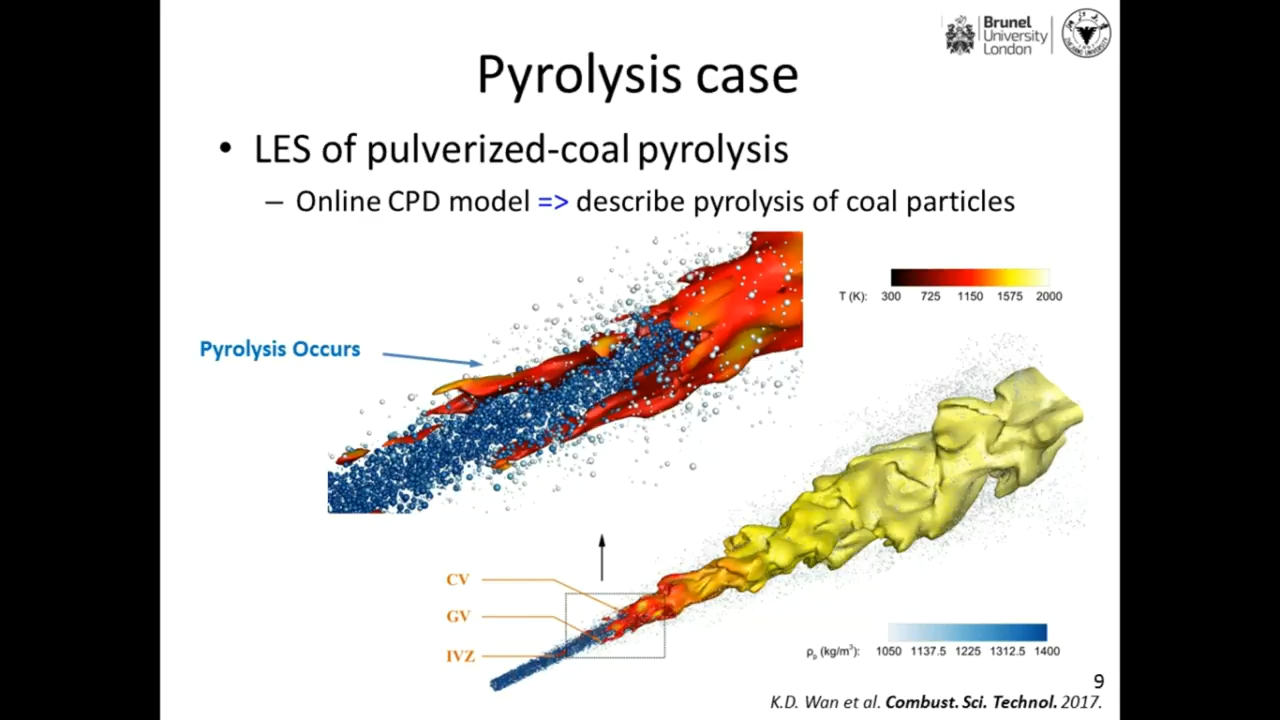 Brunel
University
London
Pyrolysis case
• LES of pulverized-coal pyrolysis
– Online CPD model => describe pyrolysis of coal particles
T (K): 300 725 1150 1575 2000
Pyrolysis Occurs
CV
GV
IVZ
ρp (kg/m³): 1050 1137.5 1225 1312.5 1400
9
K.D. Wan et al. Combust. Sci. Technol. 2017.